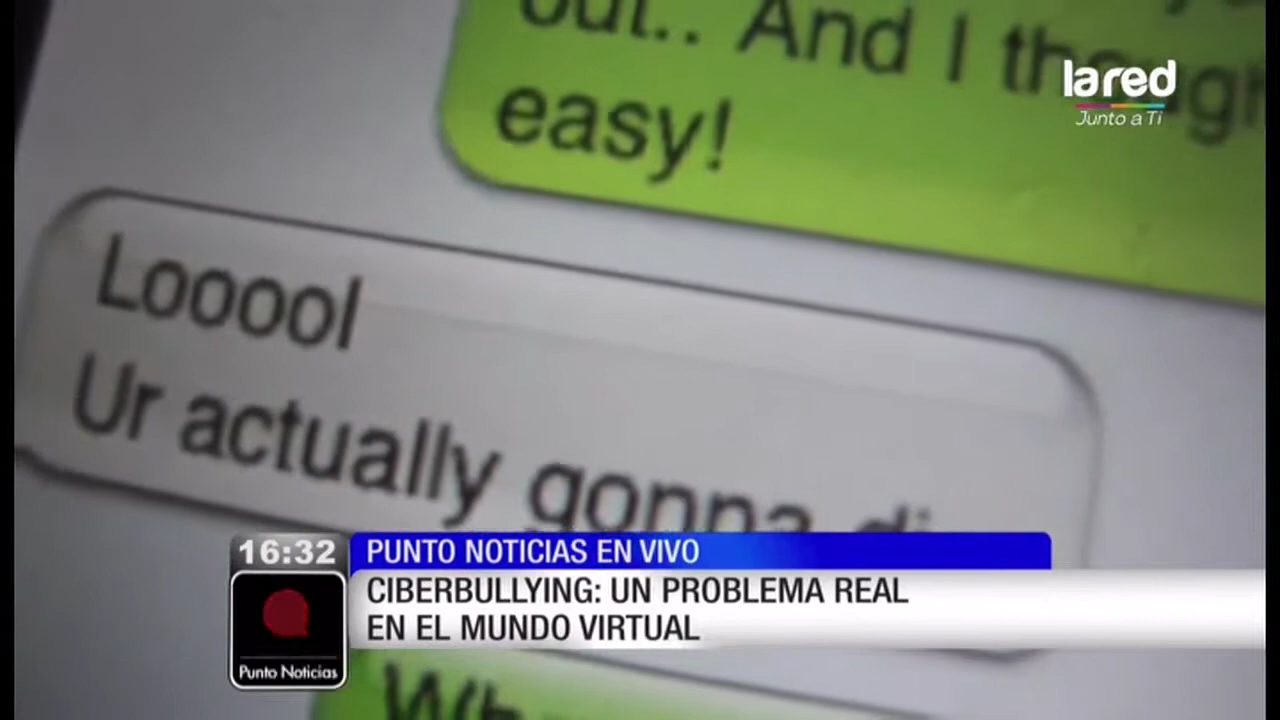 out.. And I
easy!
lared
Junto a Ti
Looool
Ur actually gonna
16:32
PUNTO NOTICIAS EN VIVO
CIBERBULLYING: UN PROBLEMA REAL
EN EL MUNDO VIRTUAL
Punto Noticias